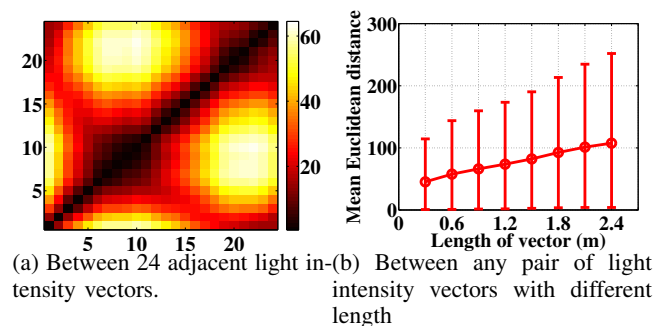 20
15
10
5
5 10 15 20
60
40
20
Mean Euclidean distance
300
200
100
0
0 0.6 1.2 1.8 2.4
Length of vector (m)
(a) Between 24 adjacent light in-
tensity vectors.
(b) Between any pair of light
intensity vectors with different
length